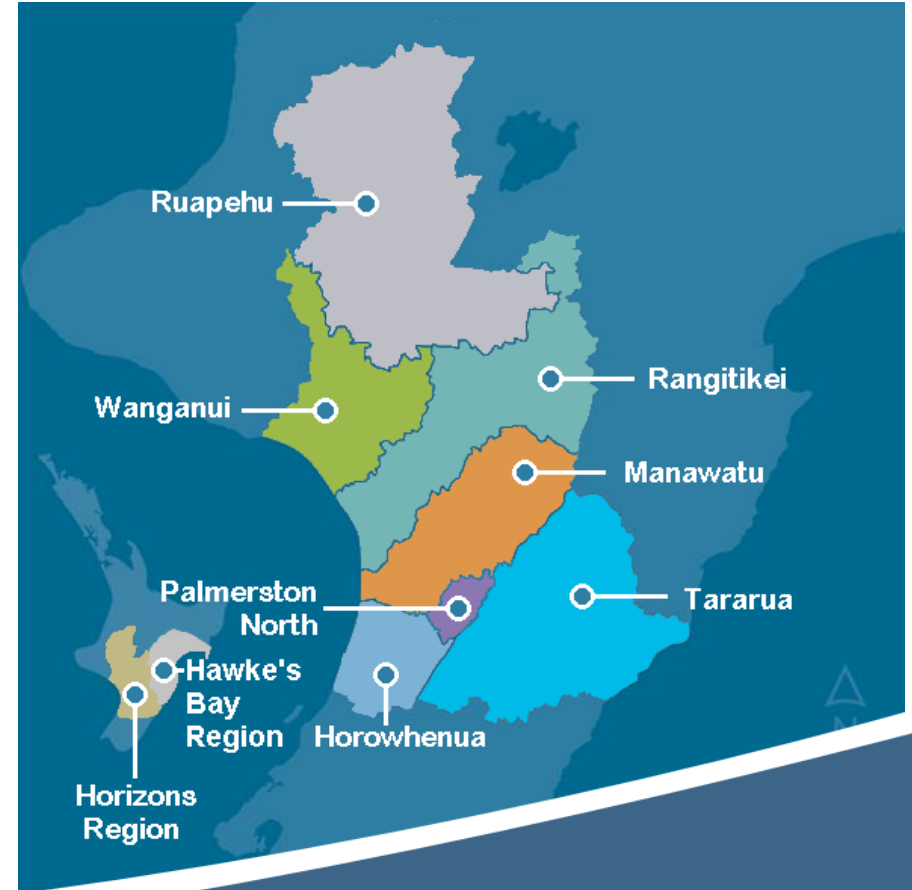 Ruapehu
Rangitikei
Wanganui
Manawatu
Palmerston
North
Tararua
Hawke's
Bay
Region
Horowhenua
Horizons
Region
N